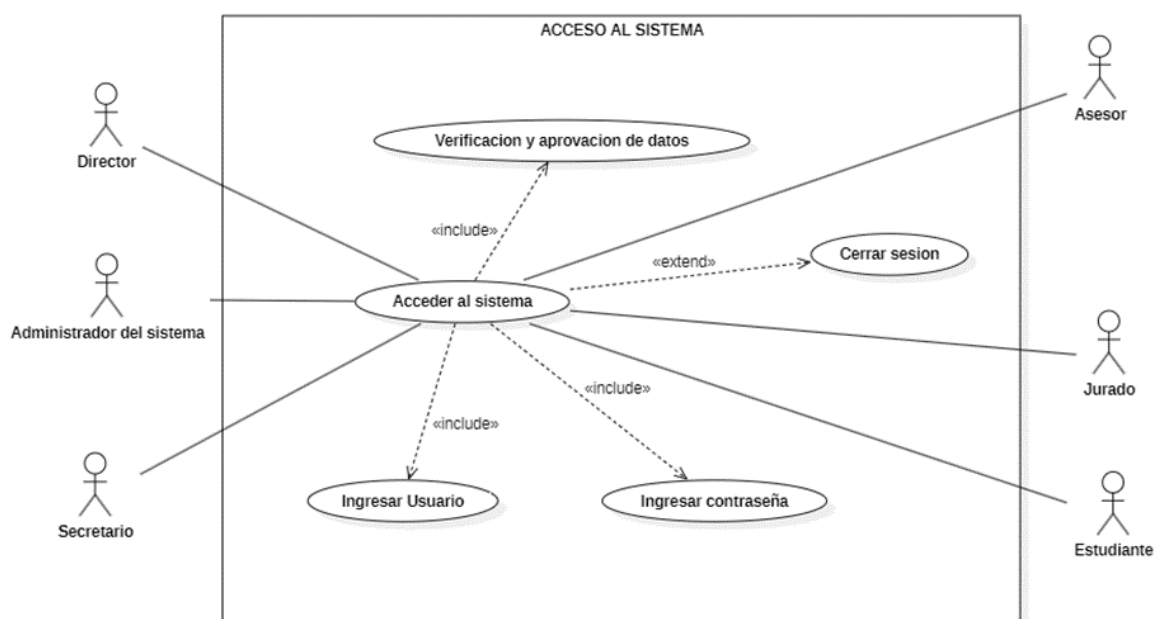 ACCESO AL SISTEMA
Asesor
Director
Verificacion y aprovacion de datos
«include»
Cerrar sesion
«extend»
Acceder al sistema
Administrador del sistema
Jurado
«include»
«include»
Ingresar Usuario
Ingresar contraseña
Secretario
Estudiante